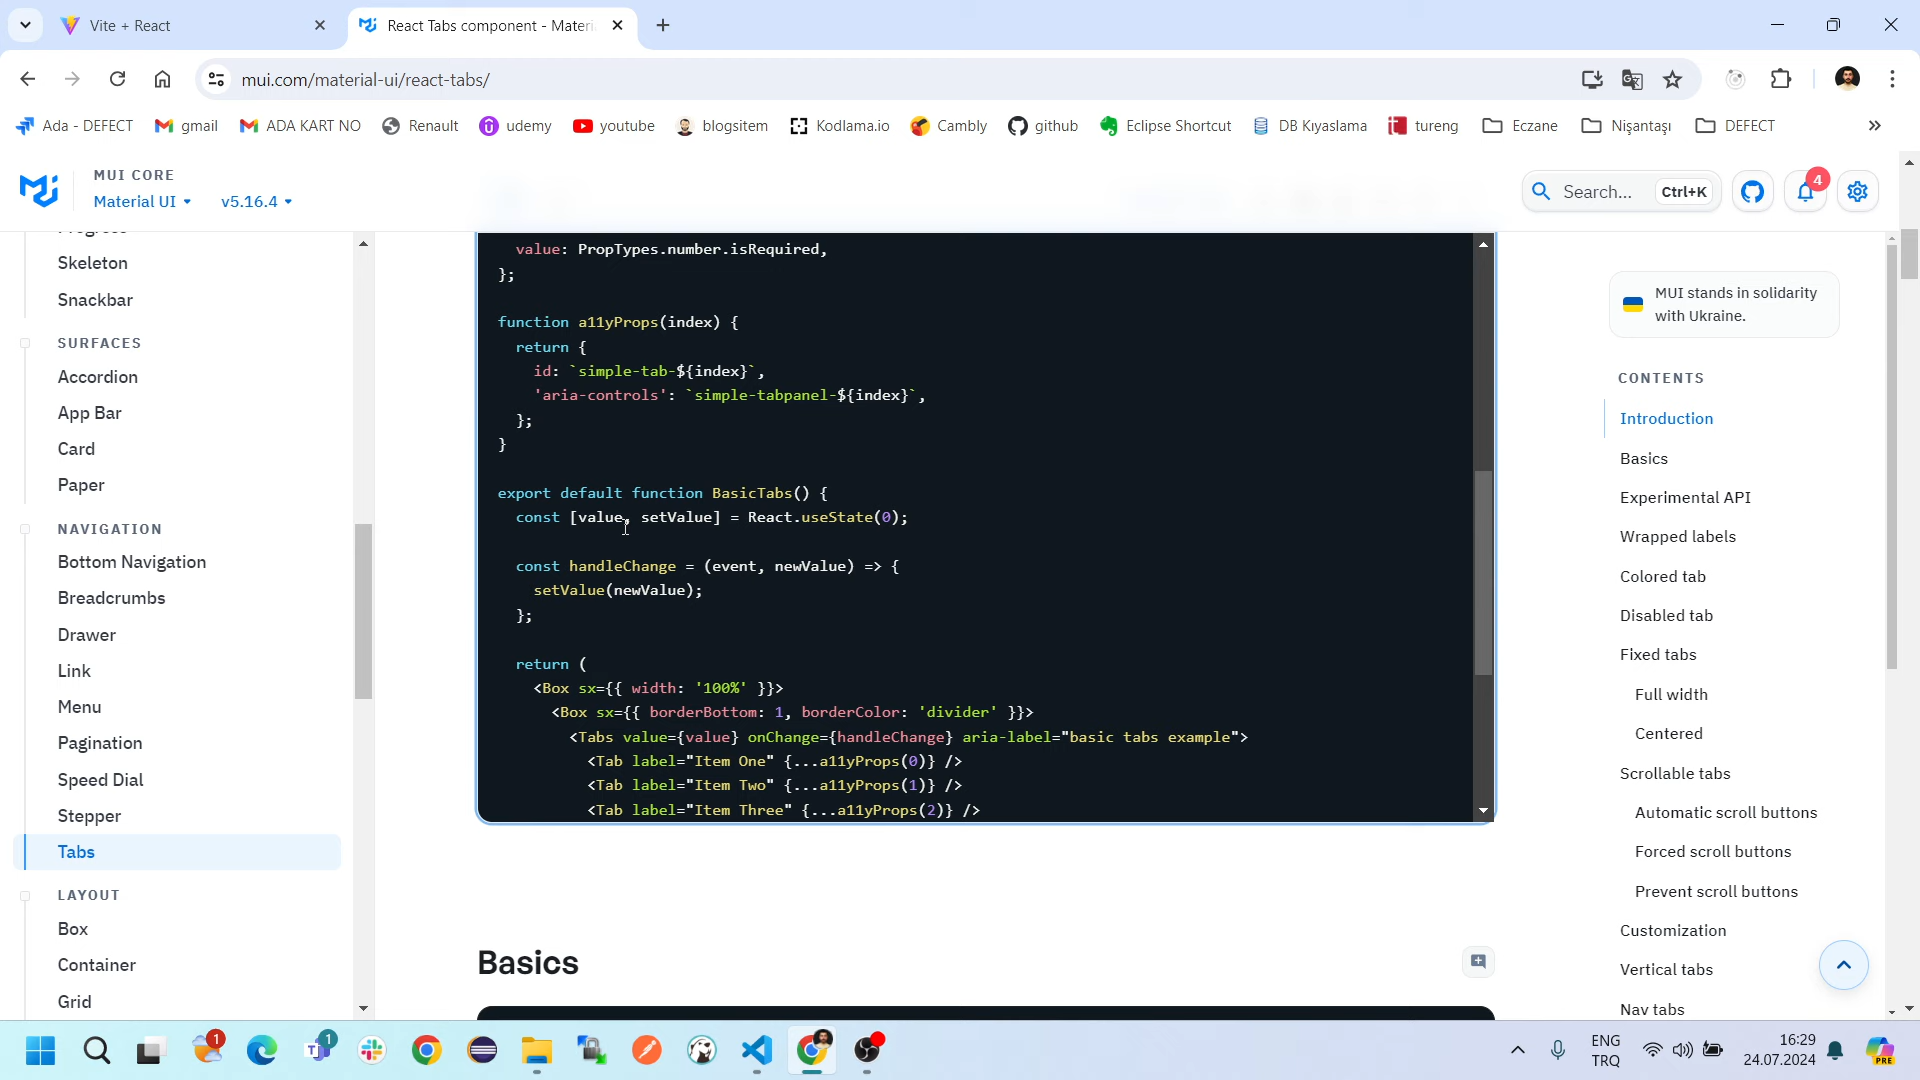 Vite + React
React Tabs component - Materi
mui.com/material-ui/react-tabs/
Ada - DEFECT
gmail
ADA KART NO
Renault
udemy
youtube
blogsitem
Kodlama.io
Cambly
github
Eclipse Shortcut
DB Kıyaslama
tureng
Eczane
Nişantaşı
DEFECT
MUI CORE
Material UI
v5.16.4
Search...
Ctrl+K
4
Progress
Skeleton
Snackbar
SURFACES
Accordion
App Bar
Card
Paper
NAVIGATION
Bottom Navigation
Breadcrumbs
Drawer
Link
Menu
Pagination
Speed Dial
Stepper
Tabs
LAYOUT
Box
Container
Grid
value: PropTypes.number.isRequired,
};
function a11yProps(index) {
return {
id: `simple-tab-${index}`,
'aria-controls': `simple-tabpanel-${index}`,
};
}
export default function BasicTabs() {
const [value, setValue] = React.useState(0);
const handleChange = (event, newValue) => {
setValue(newValue);
};
return (
<Box sx={{ width: '100%' }}>
<Box sx={{ borderBottom: 1, borderColor: 'divider' }}>
<Tabs value={value} onChange={handleChange} aria-label="basic tabs example">
<Tab label="Item One" {...a11yProps(0)} />
<Tab label="Item Two" {...a11yProps(1)} />
<Tab label="Item Three" {...a11yProps(2)} />
Basics
MUI stands in solidarity
with Ukraine.
CONTENTS
Introduction
Basics
Experimental API
Wrapped labels
Colored tab
Disabled tab
Fixed tabs
Full width
Centered
Scrollable tabs
Automatic scroll buttons
Forced scroll buttons
Prevent scroll buttons
Customization
Vertical tabs
Nav tabs
1
1
ENG
TRQ
16:29
24.07.2024
PRE